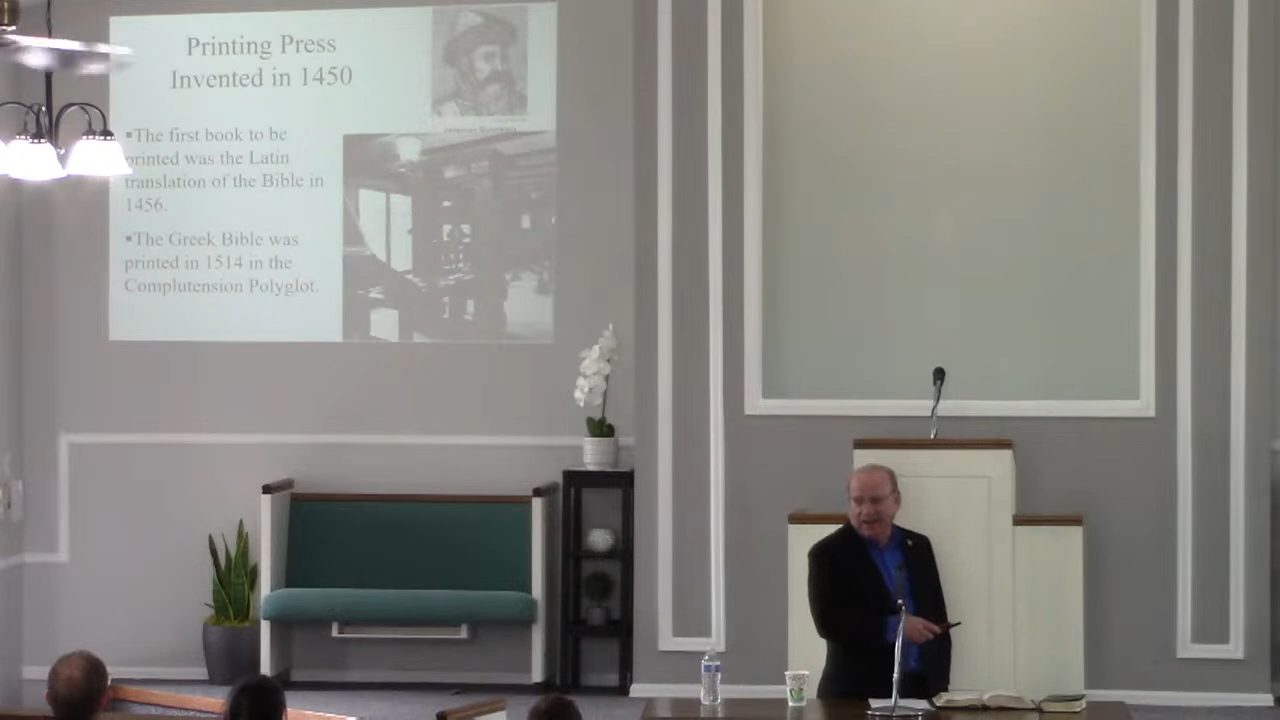 Printing Press
Invented in 1450
▪The first book to be
printed was the Latin
translation of the Bible in
1456.
▪The Greek Bible was
printed in 1514 in the
Complutension Polyglot.